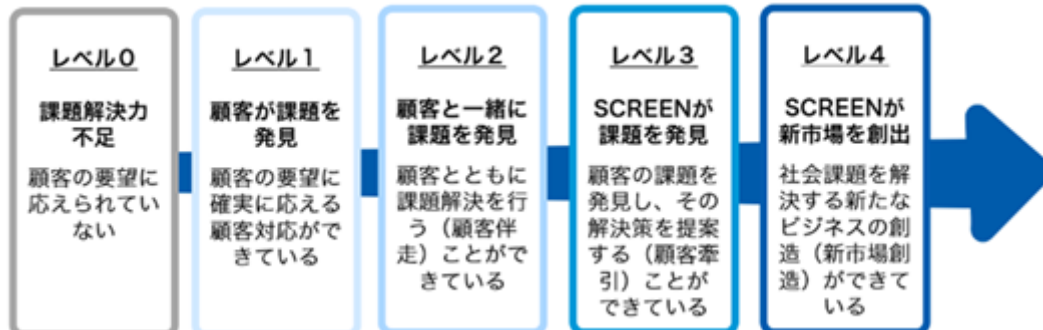 レベル0
課題解決力
不足
顧客の要望に
応えられてい
ない
レベル1
顧客が課題を
発見
顧客の要望に
確実に応える
顧客対応がで
きている
レベル2
顧客と一緒に
課題を発見
顧客とともに
課題解決を行
う（顧客伴
走）ことがで
きている
レベル3
SCREENが
課題を発見
顧客の課題を
発見し、その
解決策を提案
する（顧客牽
引）ことが
できている
レベル4
SCREENが
新市場を創出
社会課題を解
決する新たな
ビジネスの創
造（新市場創
造）ができて
いる